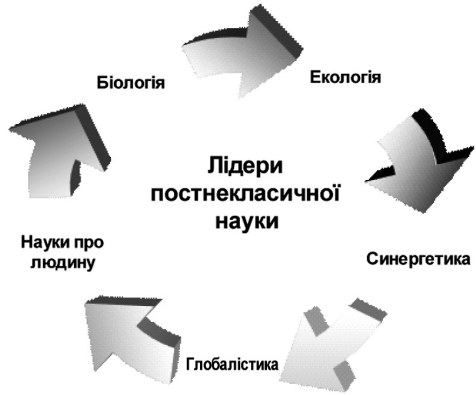 Біологія
Екологія
Лідери
постнекласичної
науки
Науки про
людину
Синергетика
Глобалістика